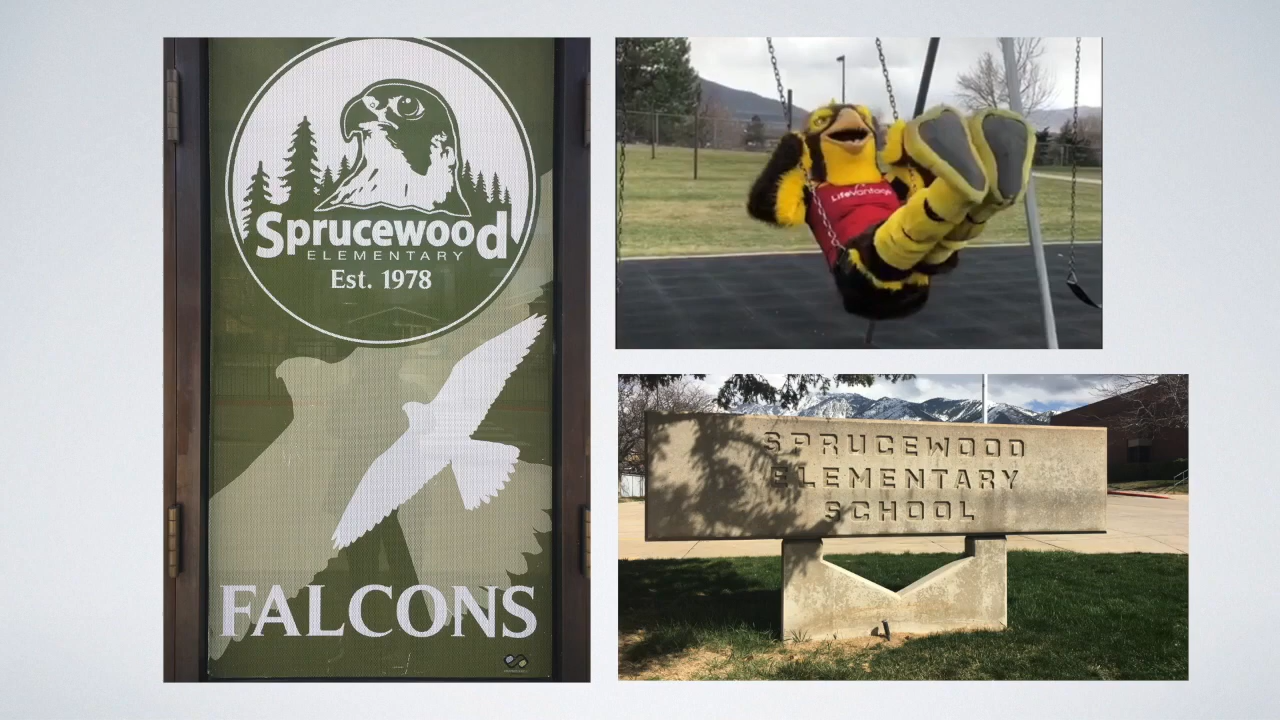 Sprucewood
ELEMENTARY
Est. 1978
FALCONS
LifeVantage
SPRUCEWOOD
ELEMENTARY
SCHOOL